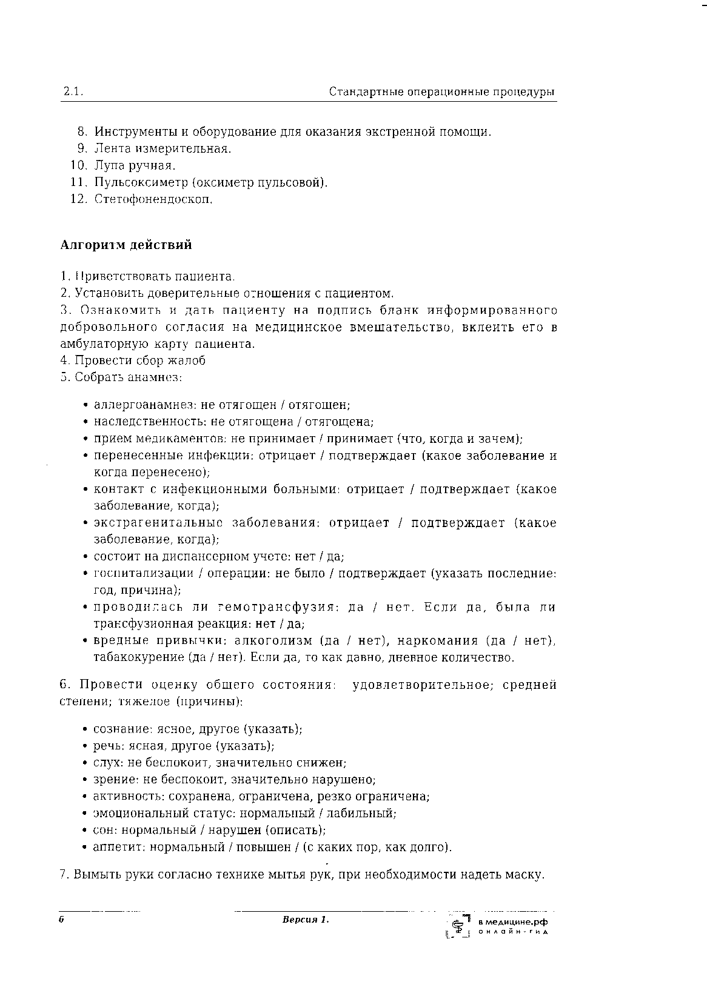 2.1. Стандартные операционные процедуры
8. Инструменты и оборудование для оказания экстренной помощи.
9. Лента измерительная.
10. Лупа ручная.
11. Пульсоксиметр (оксиметр пульсовой).
12. Стетофонендоскоп.
Алгоритм действий
1. Приветствовать пациента.
2. Установить доверительные отношения с пациентом.
3. Ознакомить и дать пациенту на подпись бланк информированного
добровольного согласия на медицинское вмешательство, вклеить его в
амбулаторную карту пациента.
4. Провести сбор жалоб
5. Собрать анамнез:
• аллергоанамнез: не отягощен / отягощен;
• наследственность: не отягощена / отягощена;
• прием медикаментов: не принимает / принимает (что, когда и зачем);
• перенесенные инфекции: отрицает / подтверждает (какое заболевание и
когда перенесено);
• контакт с инфекционными больными: отрицает / подтверждает (какое
заболевание, когда);
• экстрагенитальные заболевания: отрицает / подтверждает (какое
заболевание, когда);
• состоит на диспансерном учете: нет / да;
• госпитализации / операции: не было / подтверждает (указать последние:
год, причина);
• проводилась ли гемотрансфузия: да / нет. Если да, была ли
трансфузионная реакция: нет / да;
• вредные привычки: алкоголизм (да / нет), наркомания (да / нет),
табакокурение (да / нет). Если да, то как давно, дневное количество.
6. Провести оценку общего состояния: удовлетворительное; средней
степени; тяжелое (причины):
• сознание: ясное, другое (указать);
• речь: ясная, другое (указать);
• слух: не беспокоит, значительно снижен;
• зрение: не беспокоит, значительно нарушено;
• активность: сохранена, ограничена, резко ограничена;
• эмоциональный статус: нормальный / лабильный;
• сон: нормальный / нарушен (описать);
• аппетит: нормальный / повышен / (с каких пор, как долго).
7. Вымыть руки согласно технике мытья рук, при необходимости надеть маску.
6 Версия 1. в медицине.рф
онлайн-гид